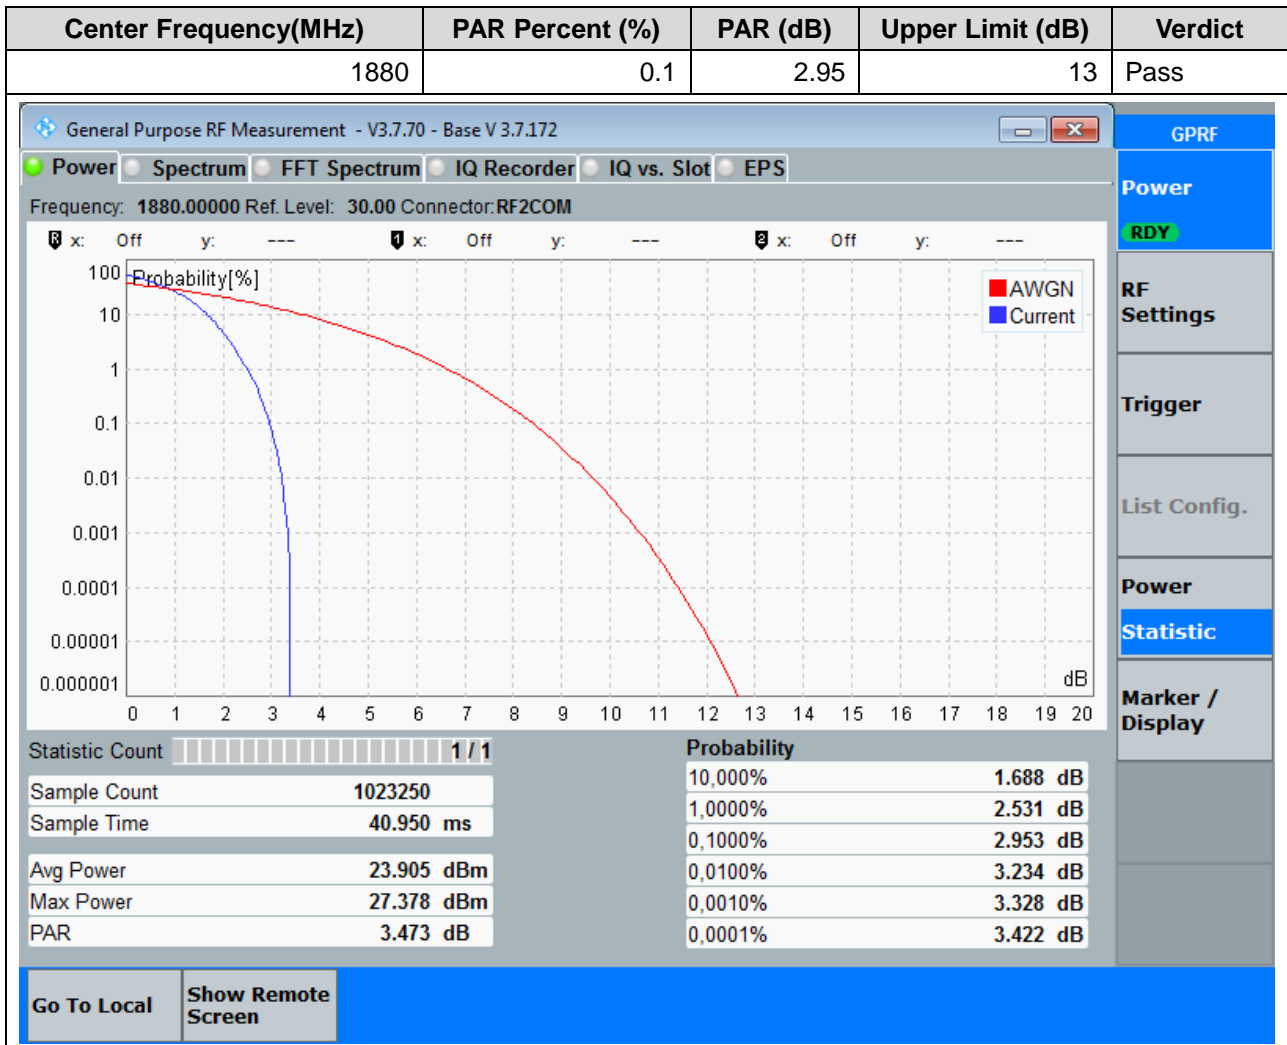 Center Frequency(MHz) PAR Percent (%) PAR (dB) Upper Limit (dB) Verdict
1880 0.1 2.95 13 Pass
General Purpose RF Measurement - V3.7.70 - Base V 3.7.172
GPRF
Power Spectrum FFT Spectrum IQ Recorder IQ vs. Slot EPS
Power
RDY
Frequency: 1880.00000 Ref. Level: 30.00 Connector:RF2COM
R x: Off y: --- 1 x: Off y: --- 2 x: Off y: ---
Probability[%]
AWGN
Current
100
10
1
0.1
0.01
0.001
0.0001
0.00001
0.000001
dB
0 1 2 3 4 5 6 7 8 9 10 11 12 13 14 15 16 17 18 19 20
RF
Settings
Trigger
List Config.
Power
Statistic
Marker /
Display
Statistic Count 1 / 1
Sample Count 1023250
Sample Time 40.950 ms
Avg Power 23.905 dBm
Max Power 27.378 dBm
PAR 3.473 dB
Probability
10,000% 1.688 dB
1,0000% 2.531 dB
0,1000% 2.953 dB
0,0100% 3.234 dB
0,0010% 3.328 dB
0,0001% 3.422 dB
Go To Local
Show Remote
Screen